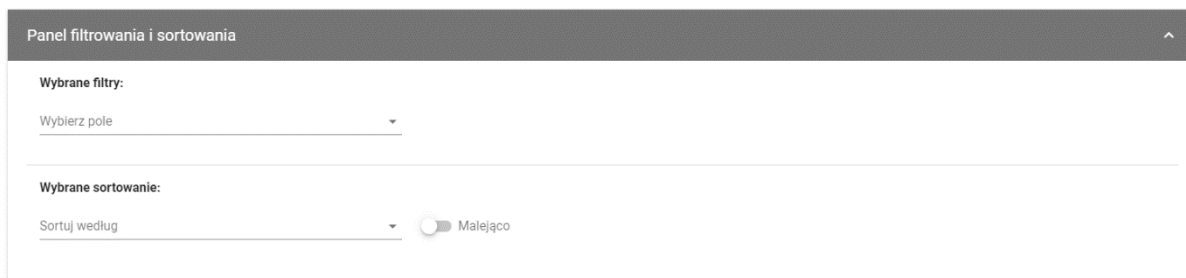 Panel filtrowania i sortowania
Wybrane filtry:
Wybierz pole
Wybrane sortowanie:
Sortuj według
Malejąco